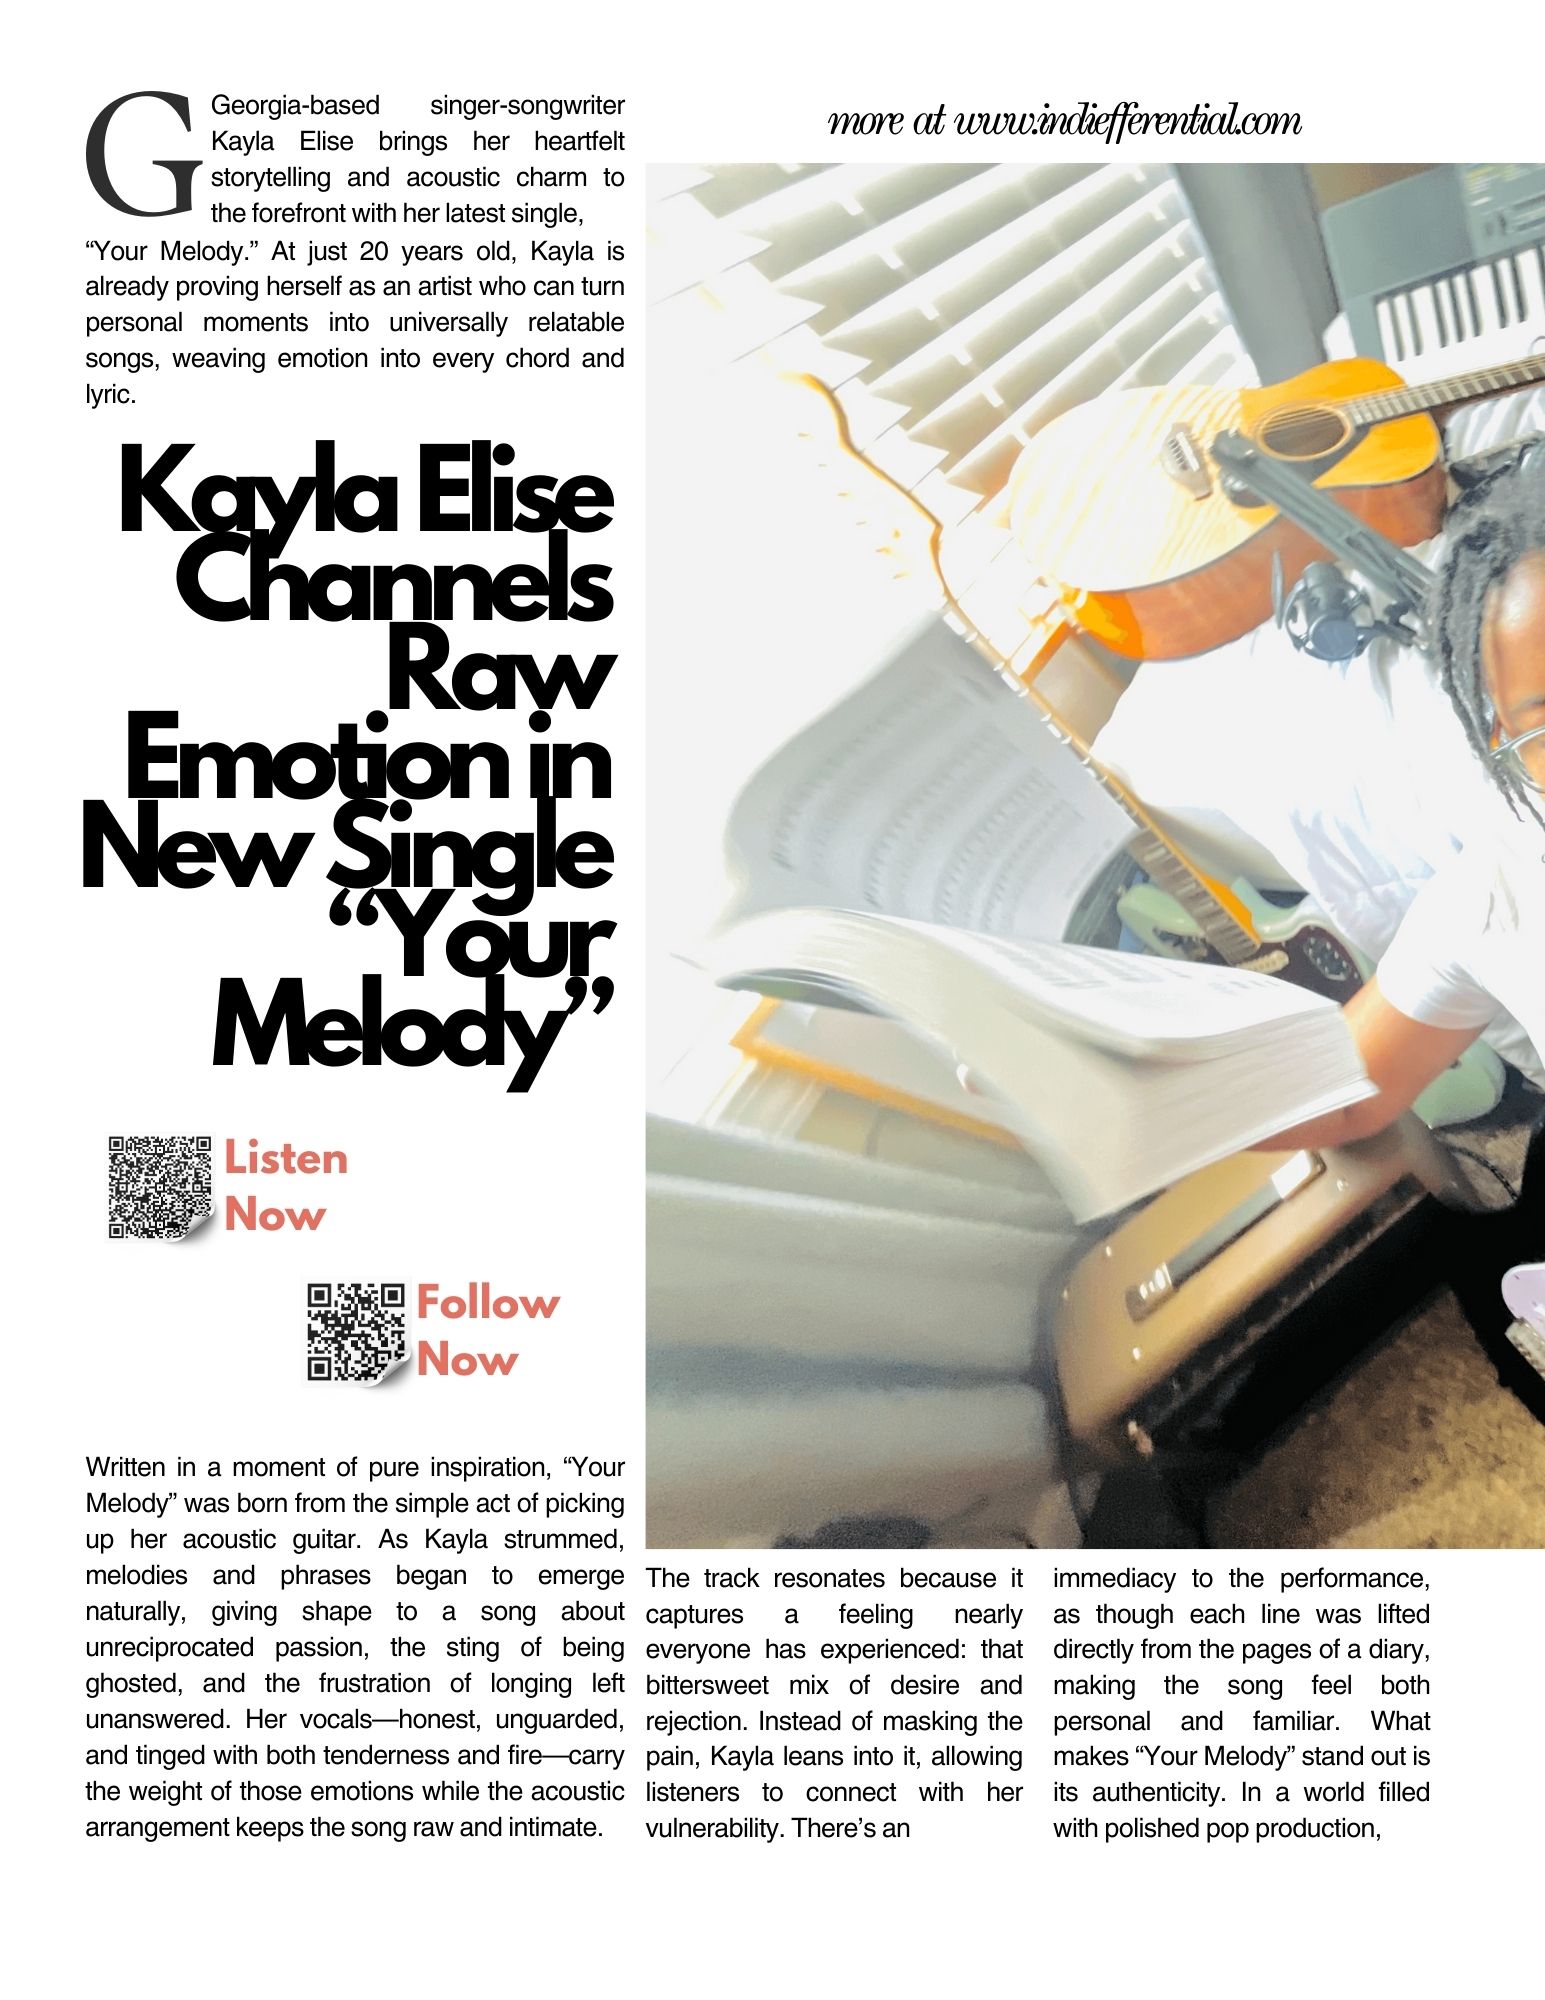 G
Georgia-based singer-songwriter
Kayla Elise brings her heartfelt
storytelling and acoustic charm to
the forefront with her latest single,
“Your Melody.” At just 20 years old, Kayla is
already proving herself as an artist who can turn
personal moments into universally relatable
songs, weaving emotion into every chord and
lyric.
Kayla Elise
Channels
Raw
Emotion in
New Single
“Your
Melody”
Listen
Now
Follow
Now
Written in a moment of pure inspiration, “Your
Melody” was born from the simple act of picking
up her acoustic guitar. As Kayla strummed,
melodies and phrases began to emerge
naturally, giving shape to a song about
unreciprocated passion, the sting of being
ghosted, and the frustration of longing left
unanswered. Her vocals—honest, unguarded,
and tinged with both tenderness and fire—carry
the weight of those emotions while the acoustic
arrangement keeps the song raw and intimate.
more at www.indiefferential.com
The track resonates because it
captures a feeling nearly
everyone has experienced: that
bittersweet mix of desire and
rejection. Instead of masking the
pain, Kayla leans into it, allowing
listeners to connect with her
vulnerability. There’s an
immediacy to the performance,
as though each line was lifted
directly from the pages of a diary,
making the song feel both
personal and familiar. What
makes “Your Melody” stand out is
its authenticity. In a world filled
with polished pop production,